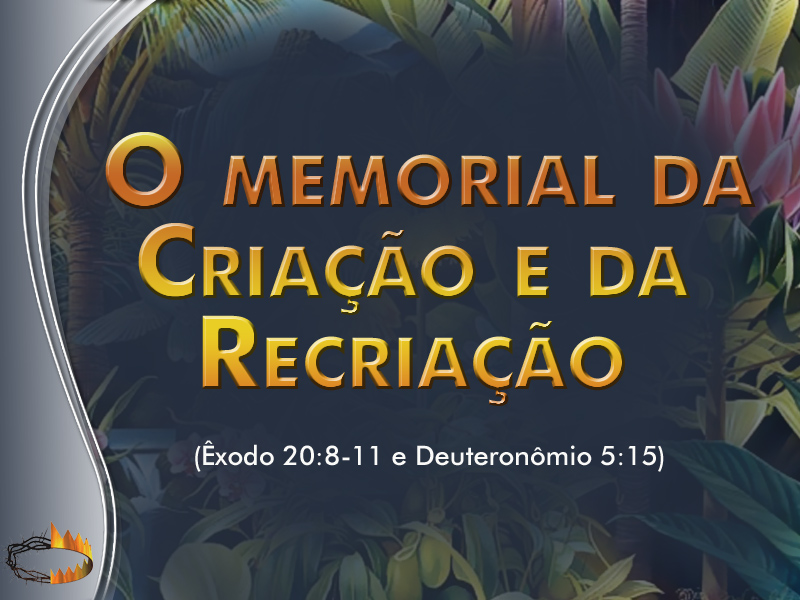 O MEMORIAL DA
CRIAÇÃO E DA
RECRIAÇÃO
(Êxodo 20:8-11 e Deuteronômio 5:15)